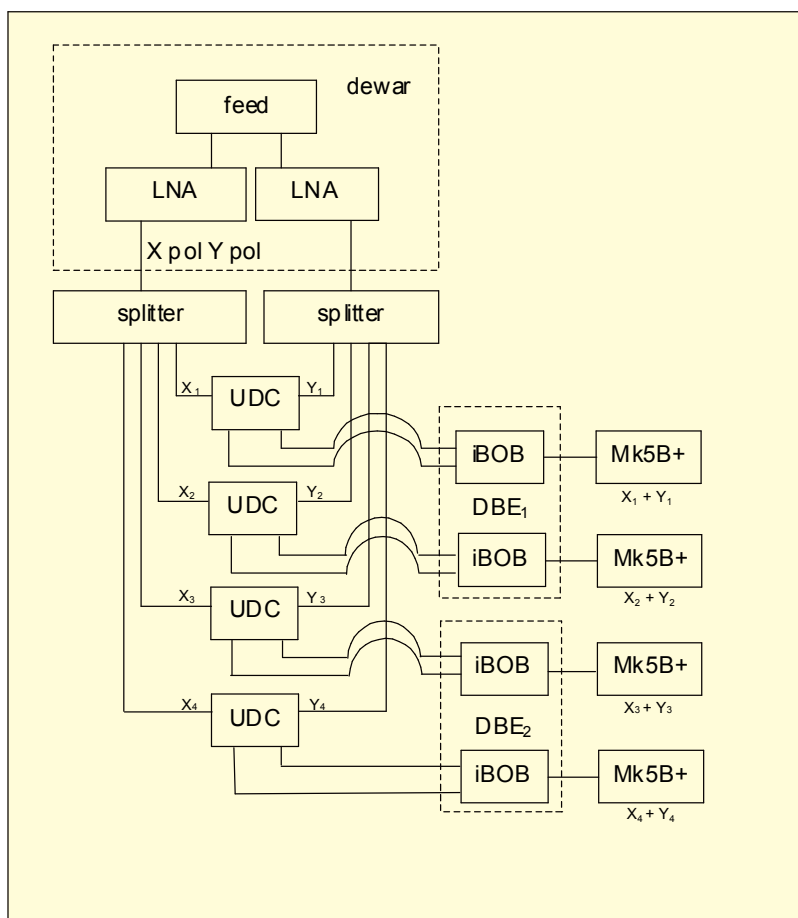 dewar
feed
LNA LNA
X pol Y pol
splitter splitter
X₁ UDC Y₁
iBOB Mk5B+
X₁ + Y₁
X₂ UDC Y₂
DBE₁
iBOB Mk5B+
X₂ + Y₂
X₃ UDC Y₃
iBOB Mk5B+
X₃ + Y₃
X₄ UDC Y₄
DBE₂
iBOB Mk5B+
X₄ + Y₄